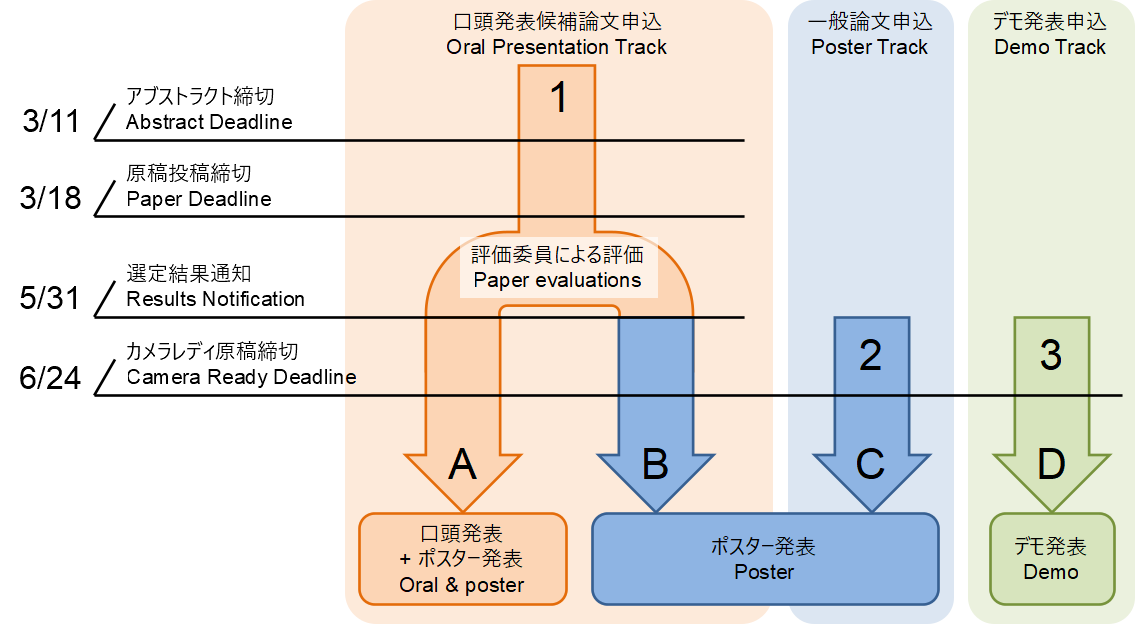 口頭発表候補論文申込
Oral Presentation Track
一般論文申込
Poster Track
デモ発表申込
Demo Track
1
3/11
アブストラクト締切
Abstract Deadline
3/18
原稿投稿締切
Paper Deadline
評価委員による評価
Paper evaluations
5/31
選定結果通知
Results Notification
6/24
カメラレディ原稿締切
Camera Ready Deadline
2
3
A
B
C
D
口頭発表
+ ポスター発表
Oral & poster
ポスター発表
Poster
デモ発表
Demo